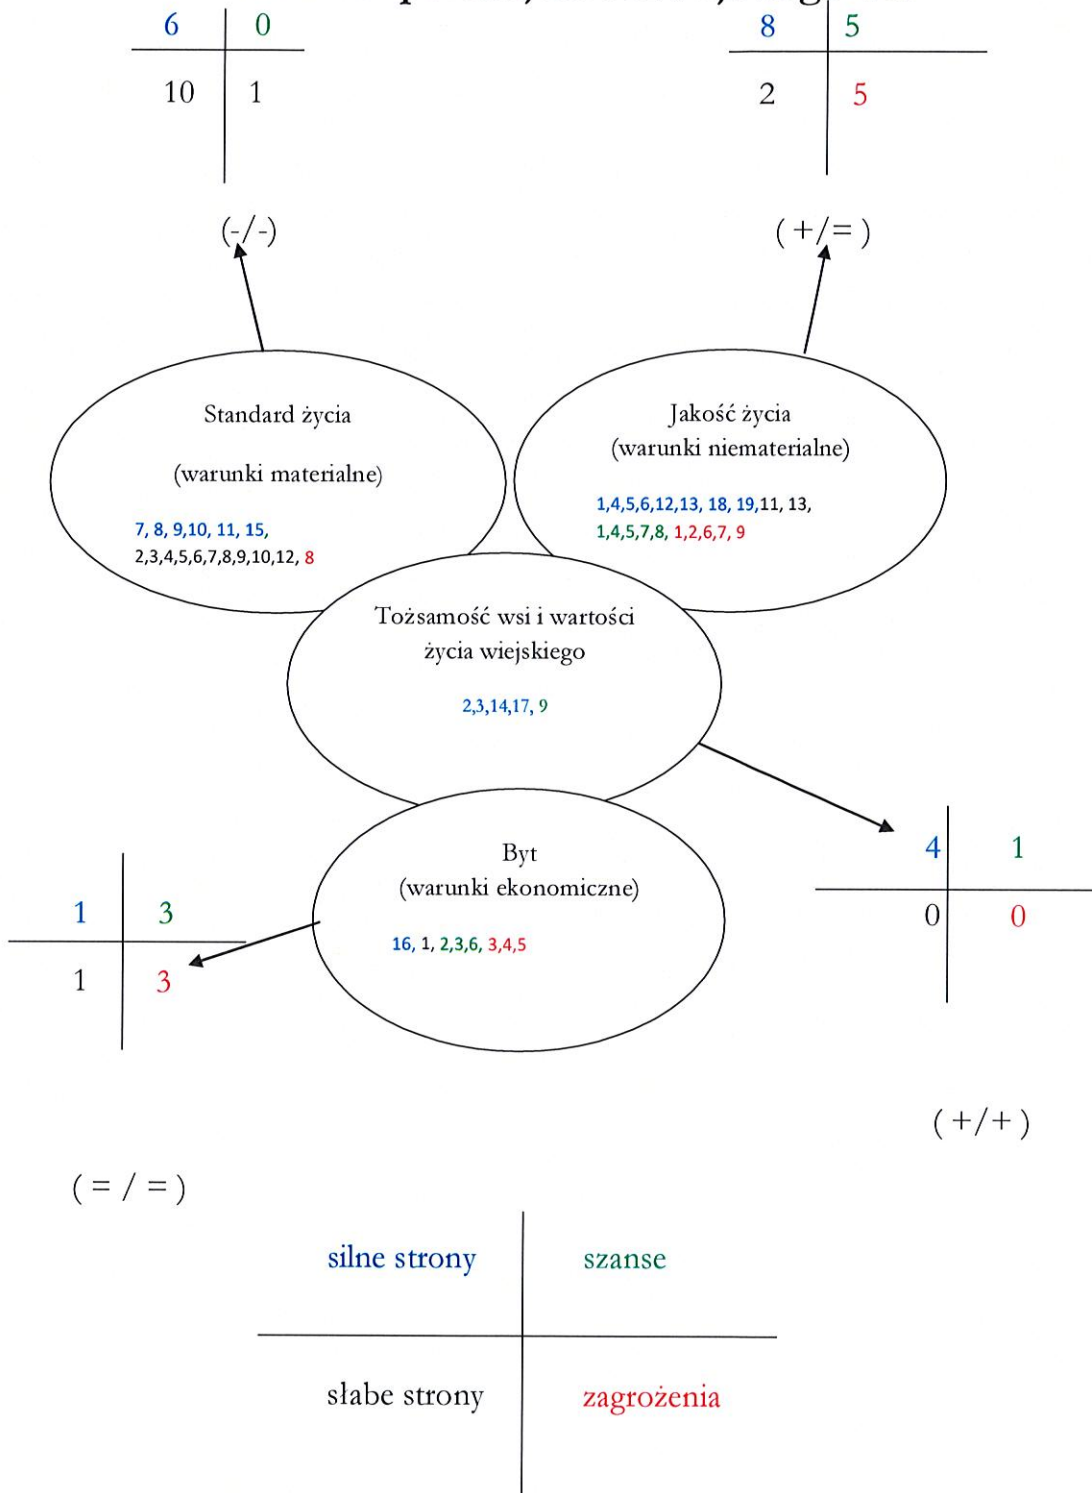 6 0
10 1
8 5
2 5
(-/-)
( +/= )
Standard życia
(warunki materialne)
7, 8, 9,10, 11, 15,
2,3,4,5,6,7,8,9,10,12, 8
Jakość życia
(warunki niematerialne)
1,4,5,6,12,13, 18, 19,11, 13,
1,4,5,7,8, 1,2,6,7, 9
Tożsamość wsi i wartości
życia wiejskiego
2,3,14,17, 9
4 1
0 0
Byt
(warunki ekonomiczne)
16, 1, 2,3,6, 3,4,5
1 3
1 3
( +/+ )
( = / = )
silne strony szanse
słabe strony zagrożenia